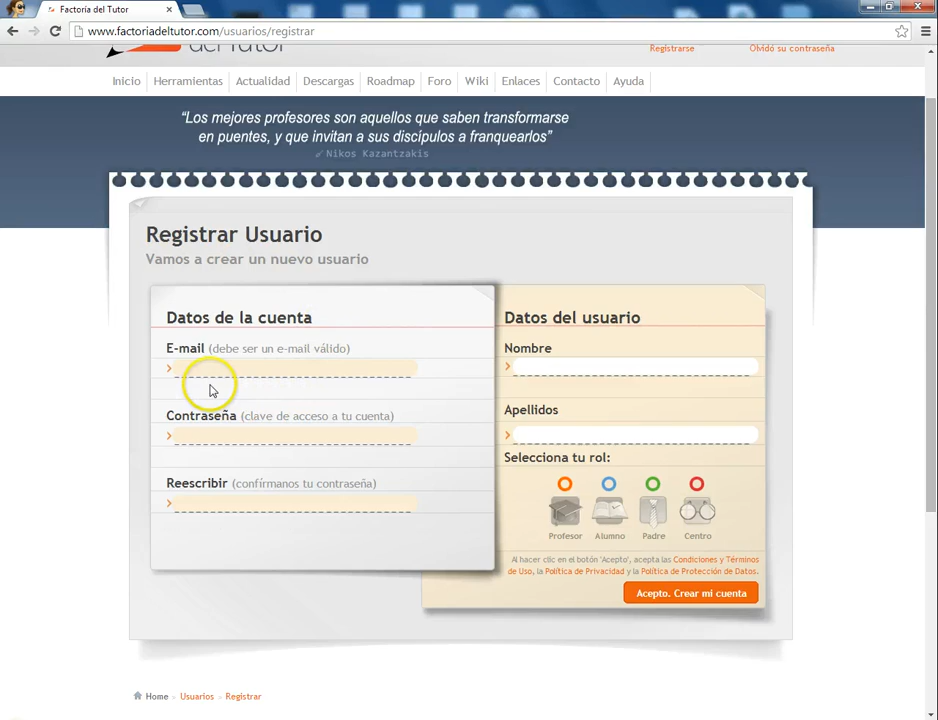 Factoría del Tutor
www.factoriadeltutor.com/usuarios/registrar
del Tutor
Registrarse
Olvidó su contraseña
Inicio Herramientas Actualidad Descargas Roadmap Foro Wiki Enlaces Contacto Ayuda
“Los mejores profesores son aquellos que saben transformarse
en puentes, y que invitan a sus discípulos a franquearlos”
Nikos Kazantzakis
Registrar Usuario
Vamos a crear un nuevo usuario
Datos de la cuenta
E-mail (debe ser un e-mail válido)
Contraseña (clave de acceso a tu cuenta)
Reescribir (confírmanos tu contraseña)
Datos del usuario
Nombre
Apellidos
Selecciona tu rol:
Profesor Alumno Padre Centro
Al hacer clic en el botón 'Acepto', acepta las Condiciones y Términos
de Uso, la Política de Privacidad y la Política de Protección de Datos.
Acepto. Crear mi cuenta
Home » Usuarios » Registrar